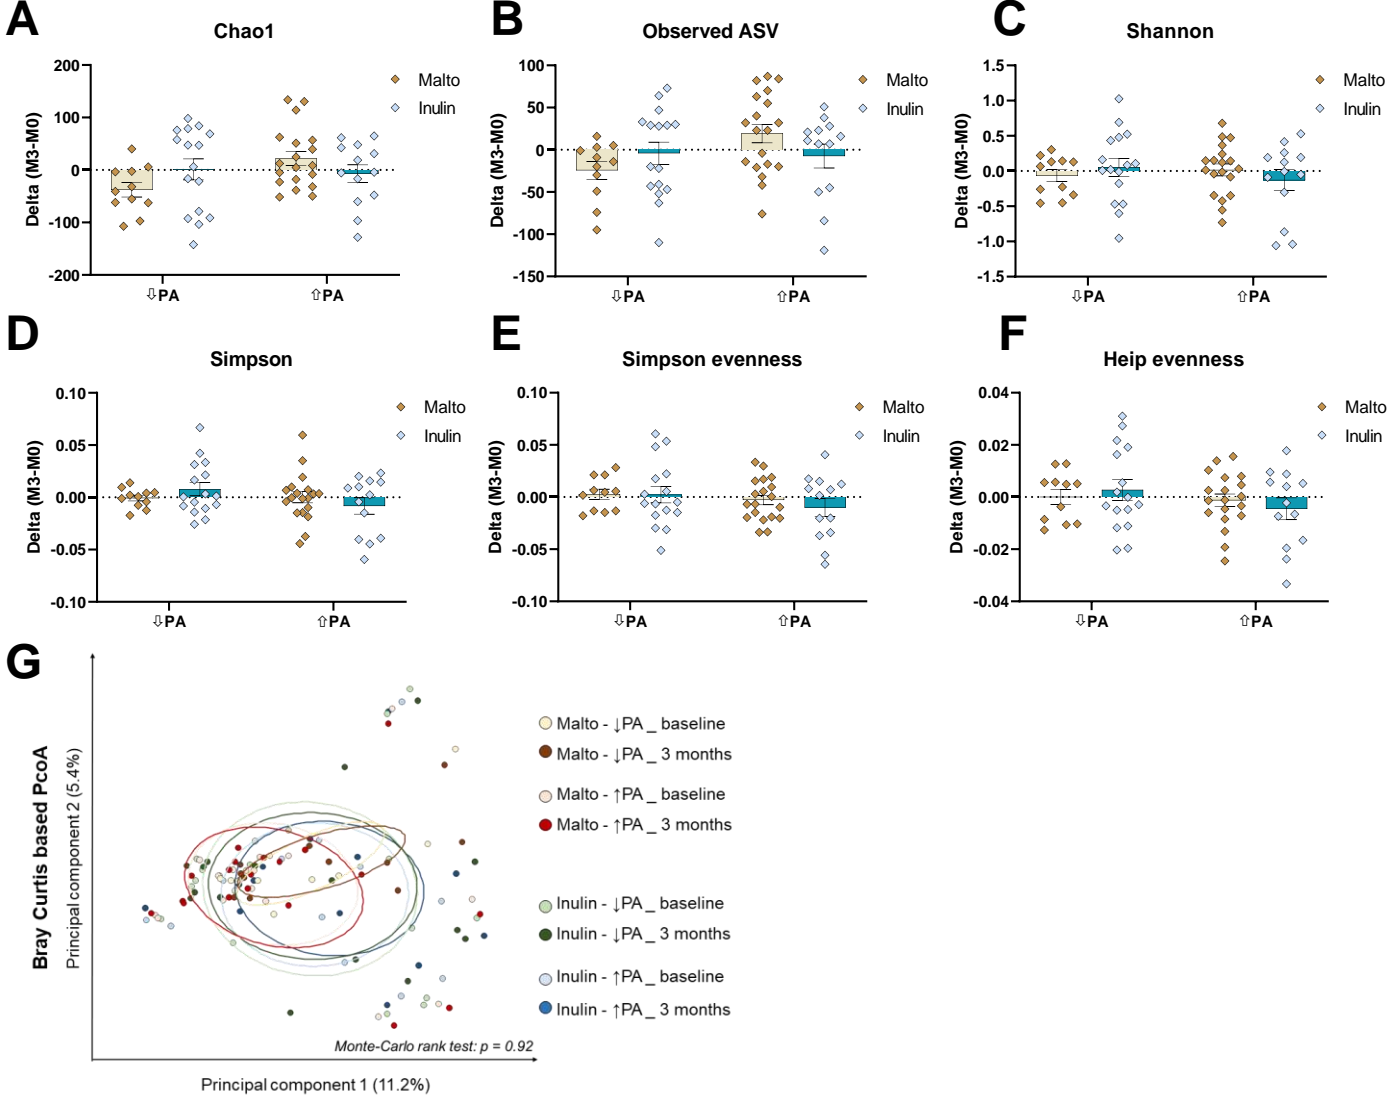 A
Chao1
Delta (M3-M0)
200
100
0
-100
-200
⇩PA
⇧PA
Malto
Inulin
B
Observed ASV
Delta (M3-M0)
100
50
0
-50
-100
-150
⇩PA
⇧PA
Malto
Inulin
C
Shannon
Delta (M3-M0)
1.5
1.0
0.5
0.0
-0.5
-1.0
-1.5
⇩PA
⇧PA
Malto
Inulin
D
Simpson
Delta (M3-M0)
0.10
0.05
0.00
-0.05
-0.10
⇩PA
⇧PA
Malto
Inulin
E
Simpson evenness
Delta (M3-M0)
0.10
0.05
0.00
-0.05
-0.10
⇩PA
⇧PA
Malto
Inulin
F
Heip evenness
Delta (M3-M0)
0.04
0.02
0.00
-0.02
-0.04
⇩PA
⇧PA
Malto
Inulin
G
Bray Curtis based PcoA
Principal component 2 (5.4%)
Malto - ↓PA _ baseline
Malto - ↓PA _ 3 months
Malto - ↑PA _ baseline
Malto - ↑PA _ 3 months
Inulin - ↓PA _ baseline
Inulin - ↓PA _ 3 months
Inulin - ↑PA _ baseline
Inulin - ↑PA _ 3 months
Monte-Carlo rank test: p = 0.92
Principal component 1 (11.2%)